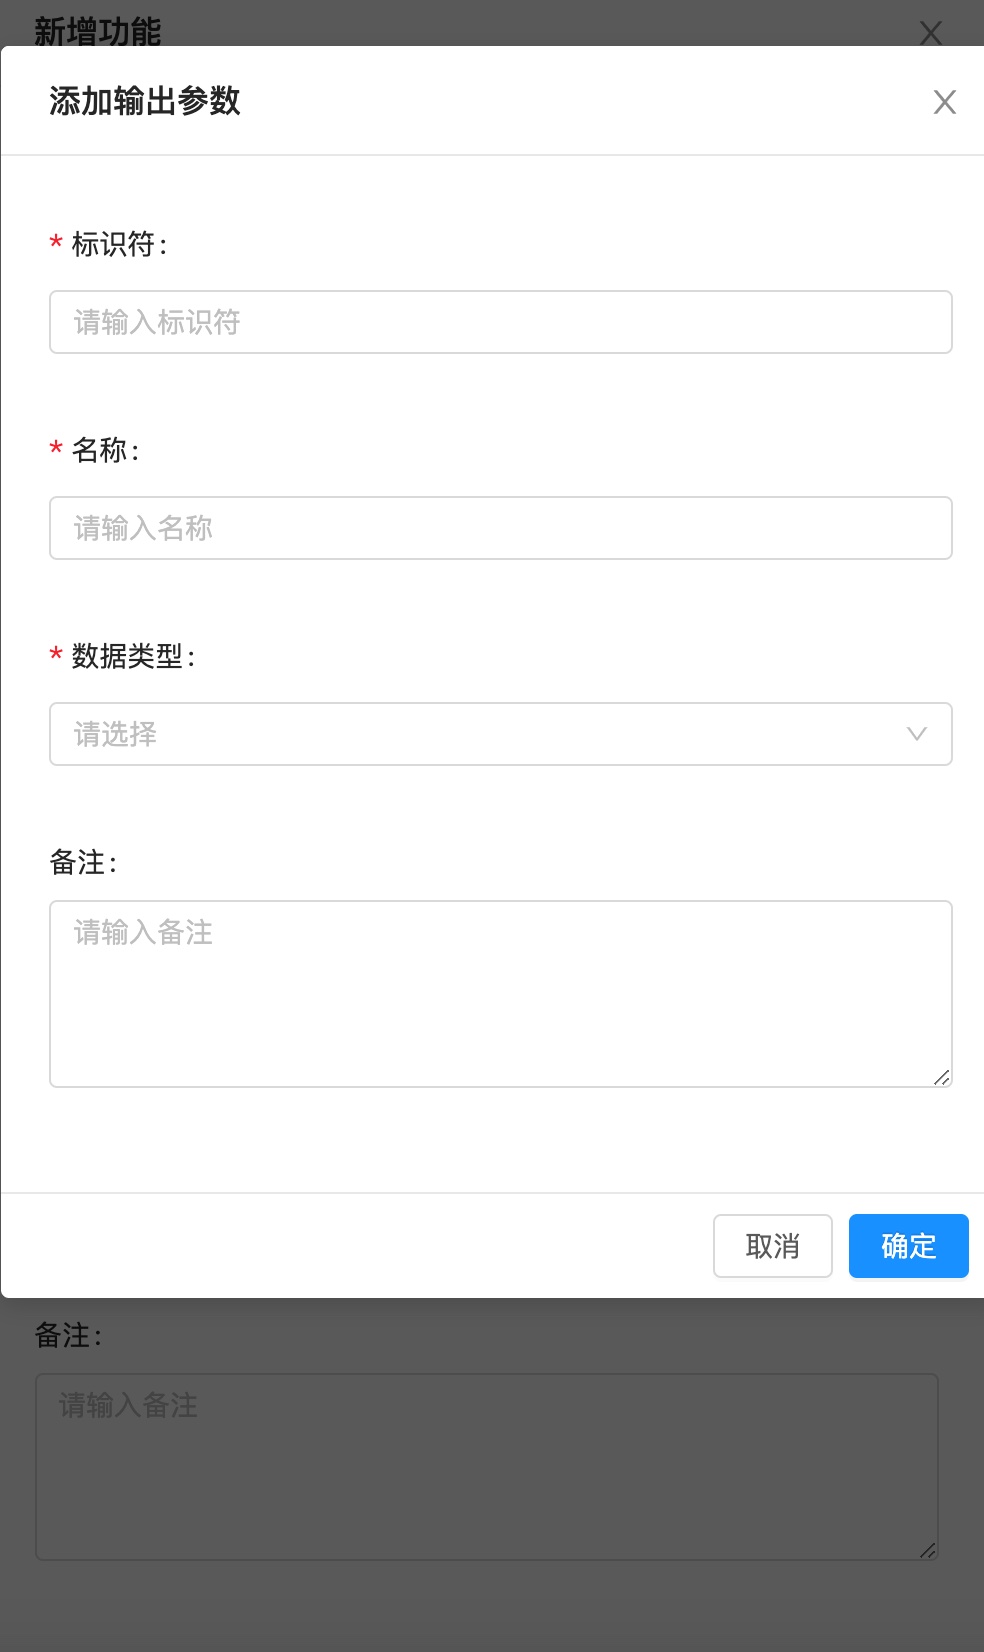 新增功能
添加输出参数
* 标识符:
请输入标识符
* 名称:
请输入名称
* 数据类型:
请选择
备注:
请输入备注
取消
确定
备注:
请输入备注